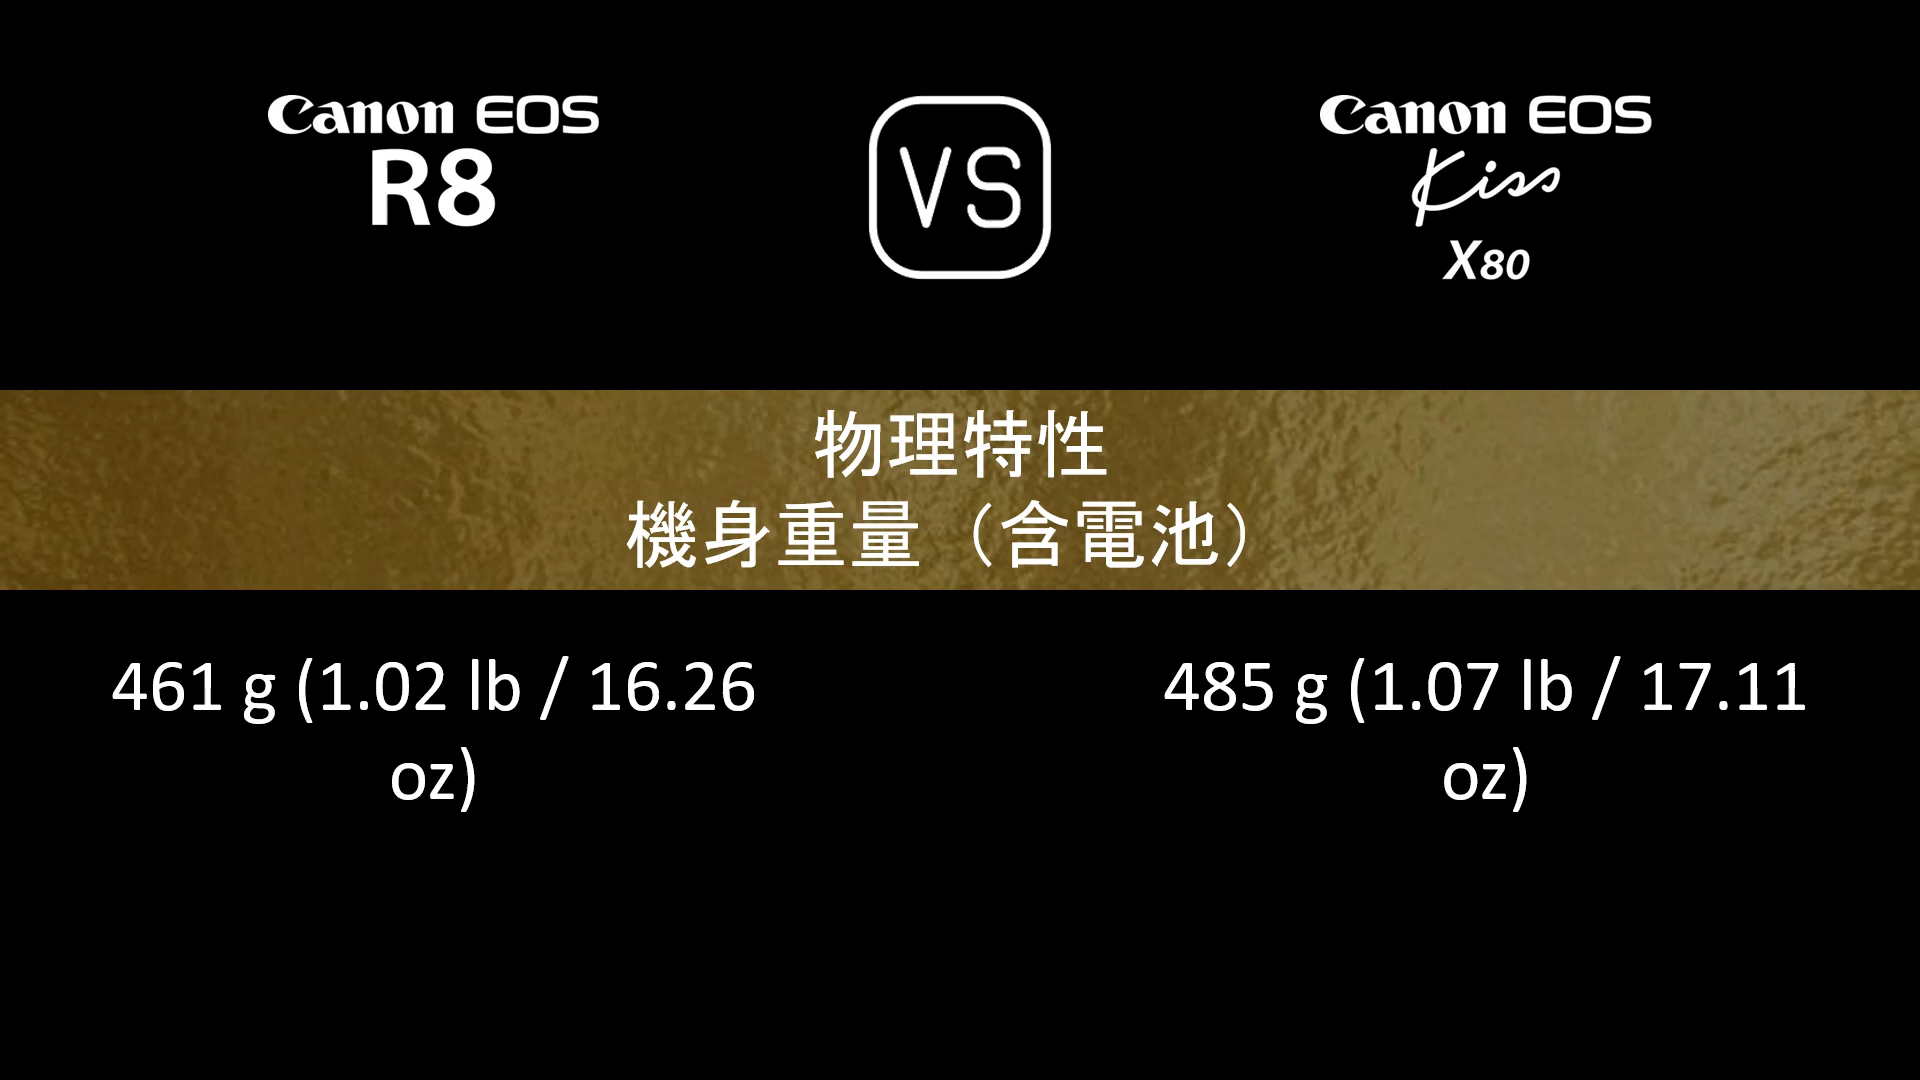 Canon EOS
R8
VS
Canon EOS
Kiss
X80
物理特性
機身重量（含電池）
461 g (1.02 lb / 16.26
oz)
485 g (1.07 lb / 17.11
oz)